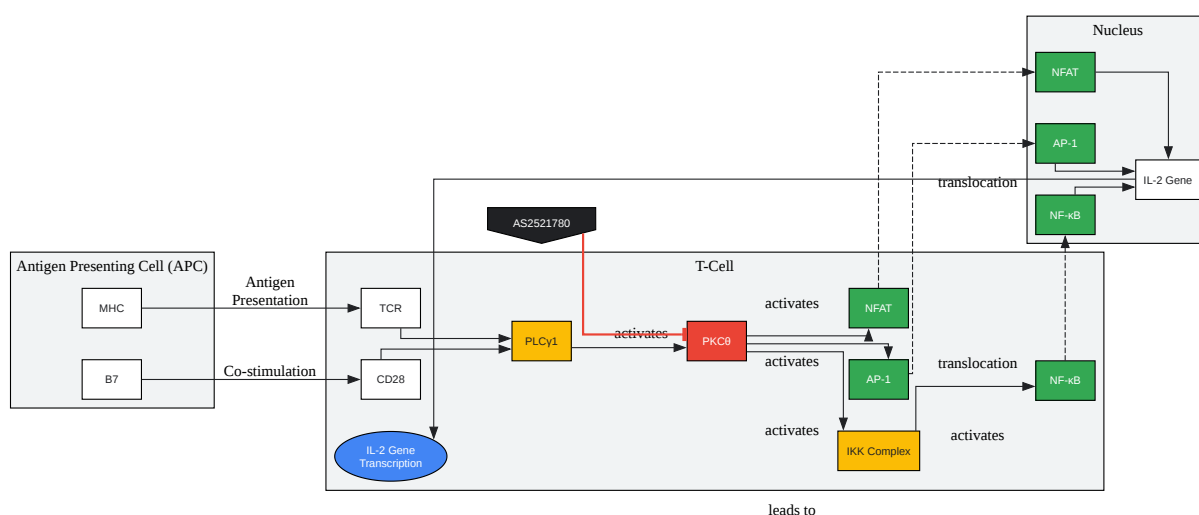 Nucleus
NFAT
AP-1
translocation
IL-2 Gene
NF-κB
AS2521780
Antigen Presenting Cell (APC)
T-Cell
MHC
Antigen
Presentation
TCR
activates
NFAT
PLCγ1
activates
PKCθ
activates
B7
Co-stimulation
CD28
AP-1
translocation
NF-κB
IL-2 Gene
Transcription
activates
IKK Complex
activates
leads to